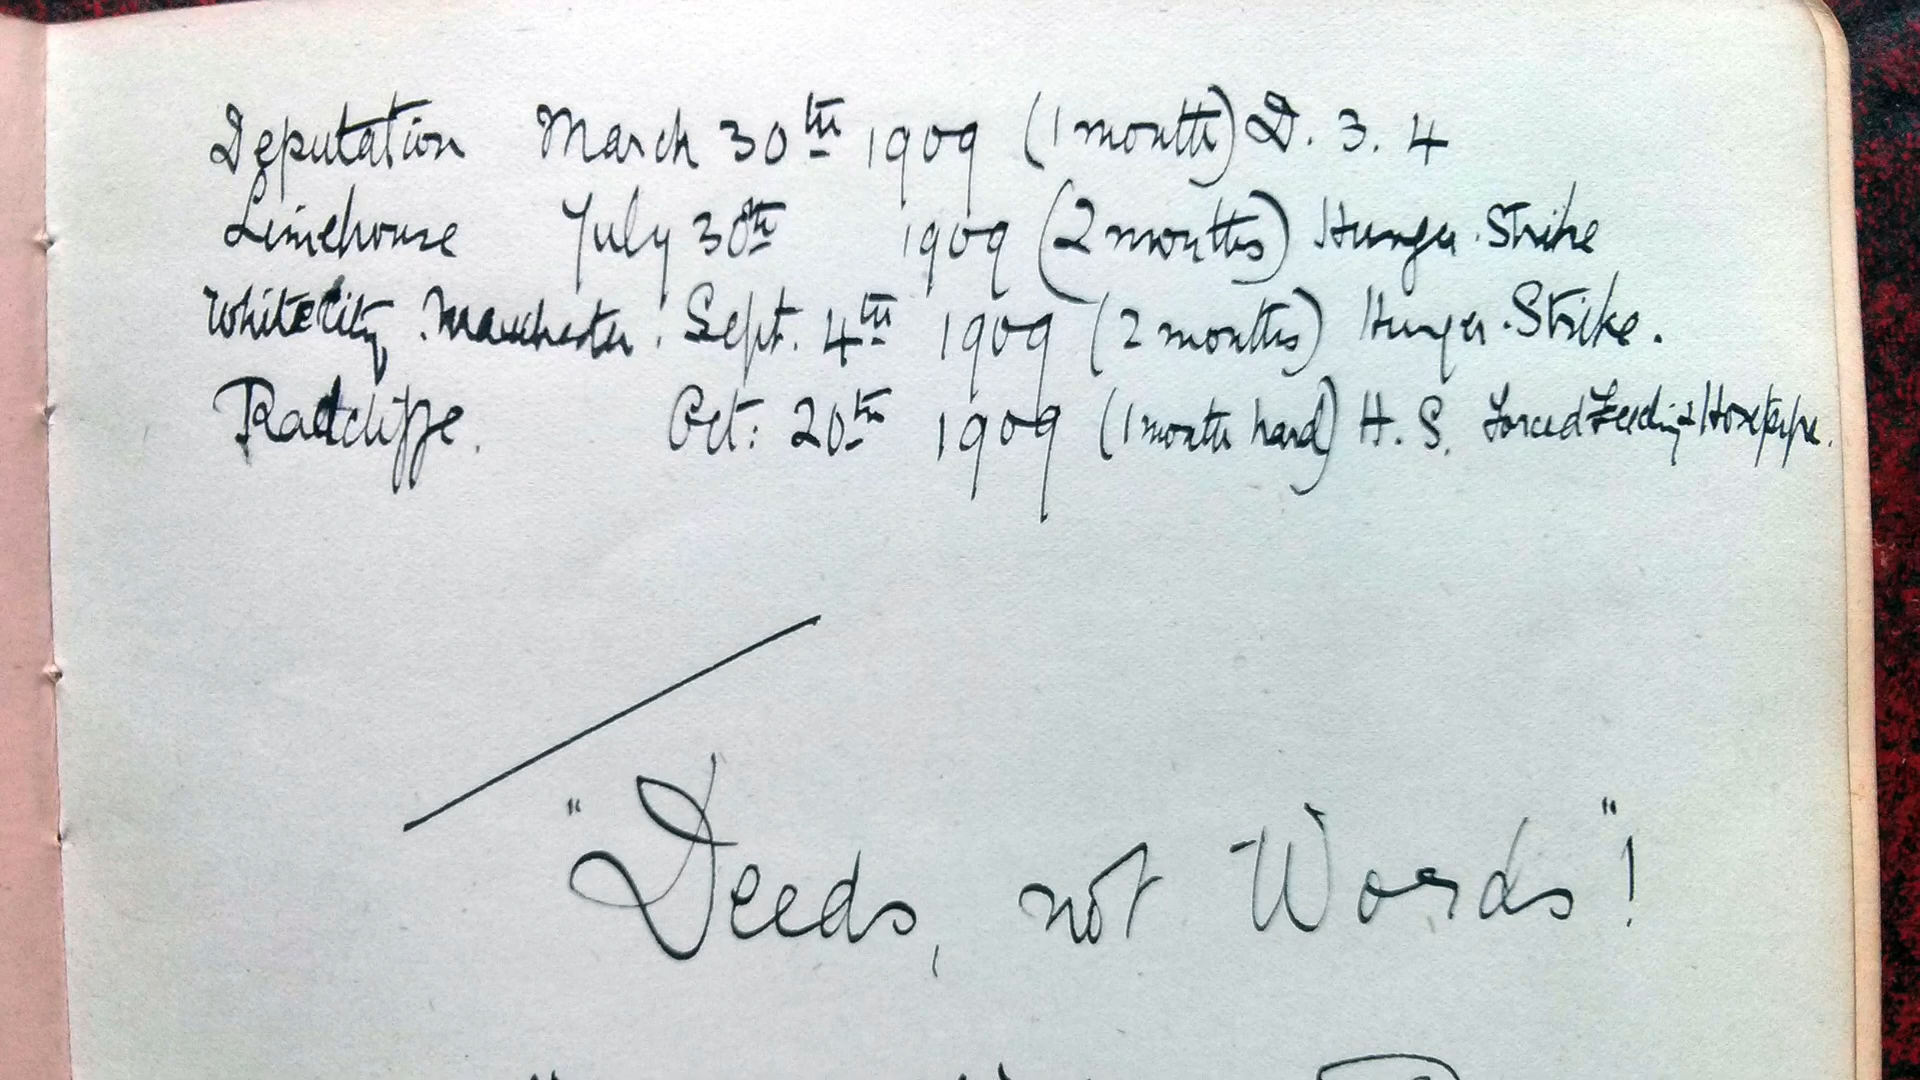 Deputation March 30th 1909 (1 month) D. 3. 4
Limehouse July 30th 1909 (2 months) Hunger Strike
White City Manchester. Sept. 4th 1909 (2 months) Hunger Strike.
Radcliffe. Oct: 20th 1909 (1 month hard) H. S. Forced Feeding & Hosepipe.
"Deeds, not Words"!